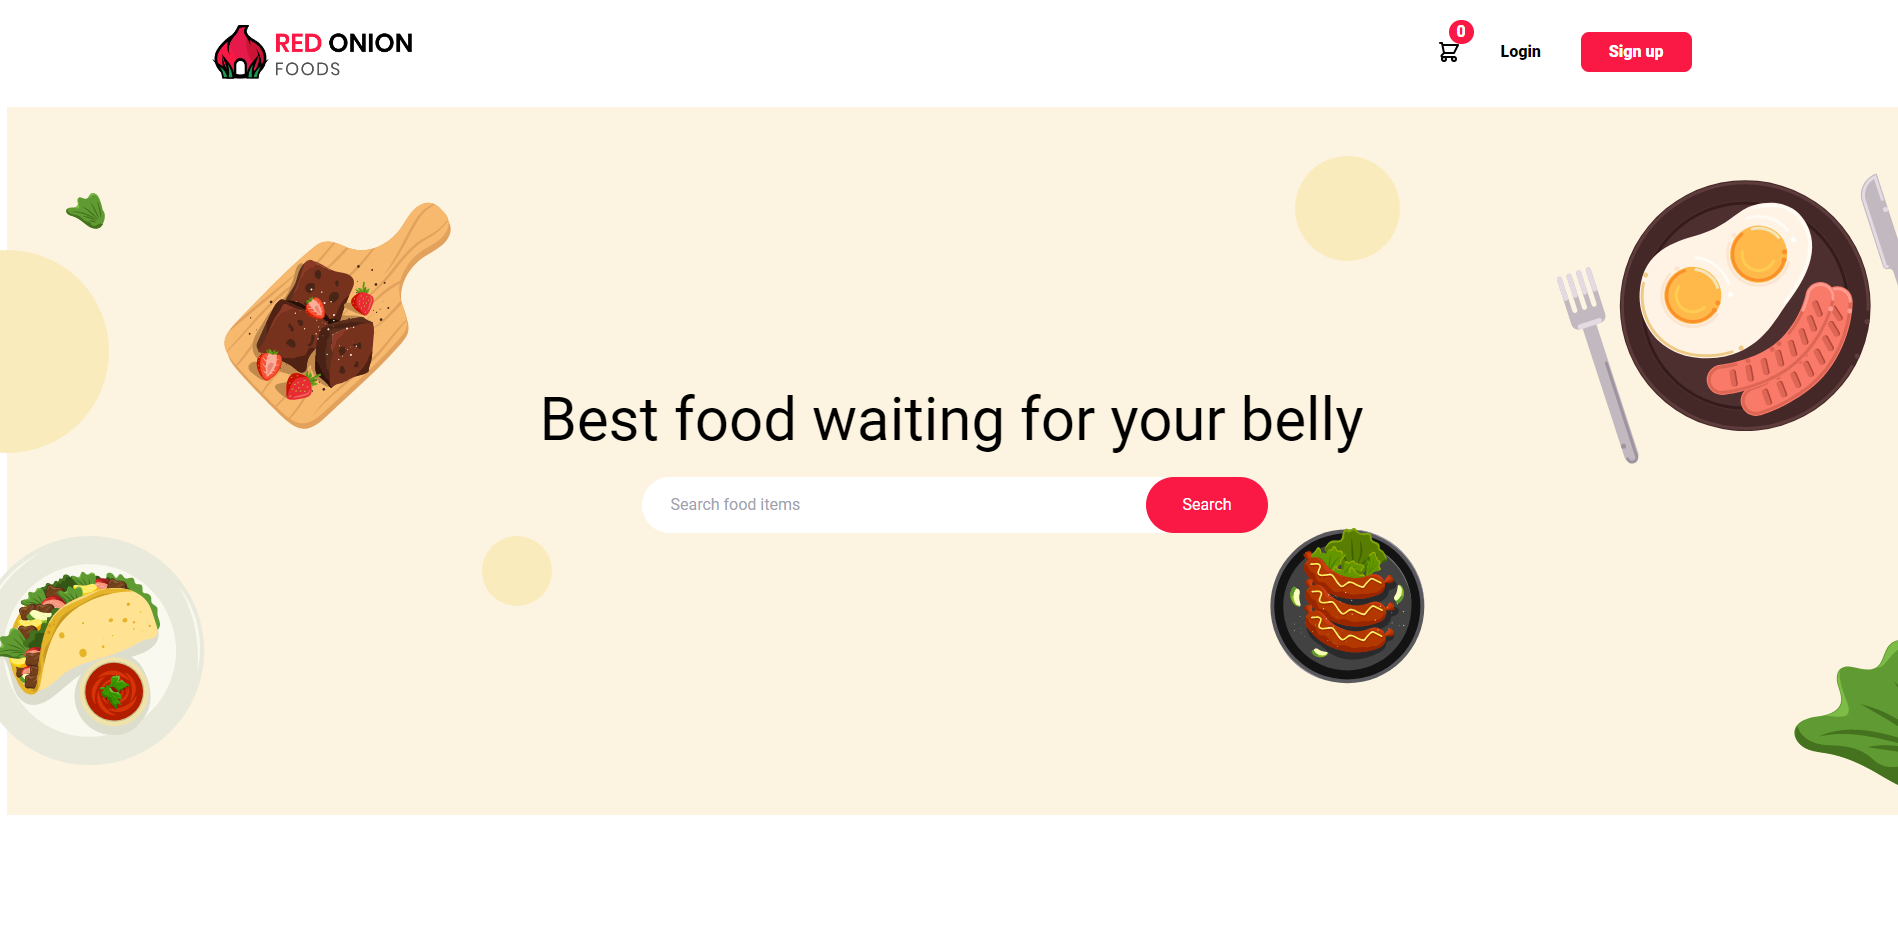 RED ONION
FOODS
0
Login
Sign up
Best food waiting for your belly
Search food items
Search